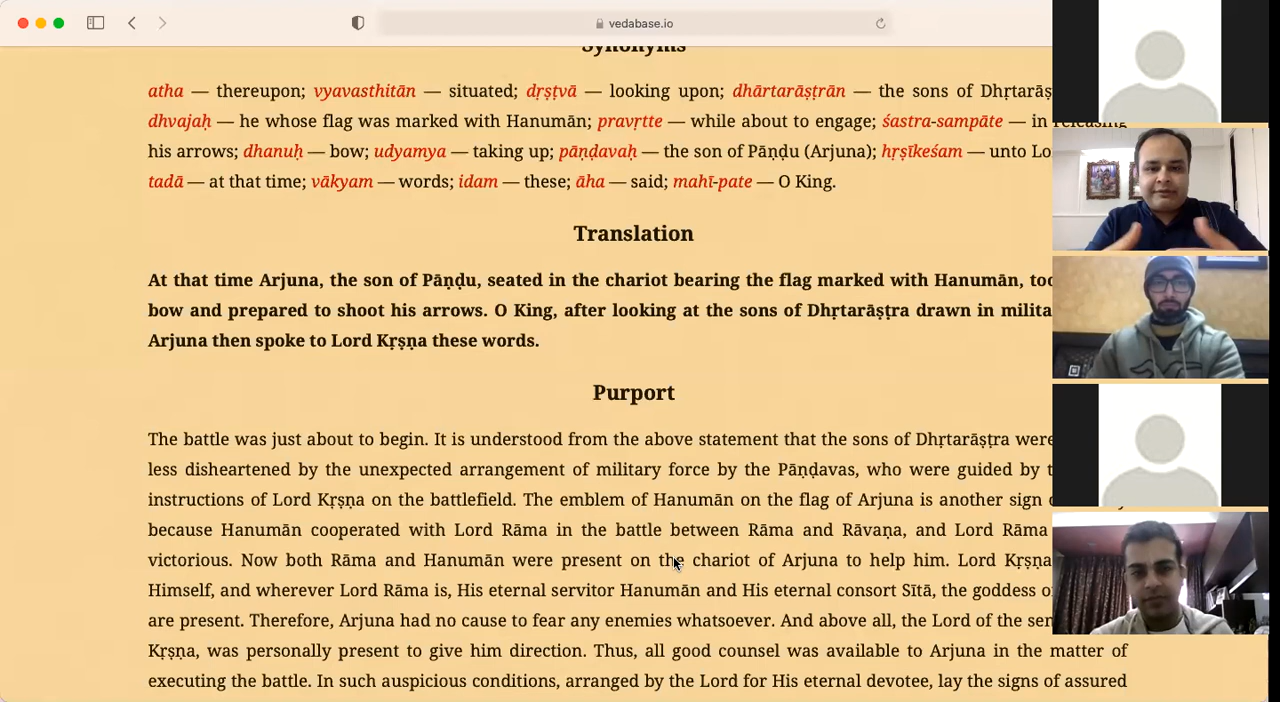 vedabase.io
Synonyms
atha — thereupon; vyavasthitān — situated; dṛṣṭvā — looking upon; dhārtarāṣṭrān — the sons of Dhṛtarāṣ
dhvajaḥ — he whose flag was marked with Hanumān; pravṛtte — while about to engage; śastra-sampāte — in releasing
his arrows; dhanuḥ — bow; udyamya — taking up; pāṇḍavaḥ — the son of Pāṇḍu (Arjuna); hṛṣīkeśam — unto Lo
tadā — at that time; vākyam — words; idam — these; āha — said; mahī-pate — O King.
Translation
At that time Arjuna, the son of Pāṇḍu, seated in the chariot bearing the flag marked with Hanumān, too
bow and prepared to shoot his arrows. O King, after looking at the sons of Dhṛtarāṣṭra drawn in milita
Arjuna then spoke to Lord Kṛṣṇa these words.
Purport
The battle was just about to begin. It is understood from the above statement that the sons of Dhṛtarāṣṭra were
less disheartened by the unexpected arrangement of military force by the Pāṇḍavas, who were guided by t
instructions of Lord Kṛṣṇa on the battlefield. The emblem of Hanumān on the flag of Arjuna is another sign
because Hanumān cooperated with Lord Rāma in the battle between Rāma and Rāvaṇa, and Lord Rāma
victorious. Now both Rāma and Hanumān were present on the chariot of Arjuna to help him. Lord Kṛṣṇa
Himself, and wherever Lord Rāma is, His eternal servitor Hanumān and His eternal consort Sītā, the goddess
are present. Therefore, Arjuna had no cause to fear any enemies whatsoever. And above all, the Lord of the
Kṛṣṇa, was personally present to give him direction. Thus, all good counsel was available to Arjuna in the matter of
executing the battle. In such auspicious conditions, arranged by the Lord for His eternal devotee, lay the signs of assured